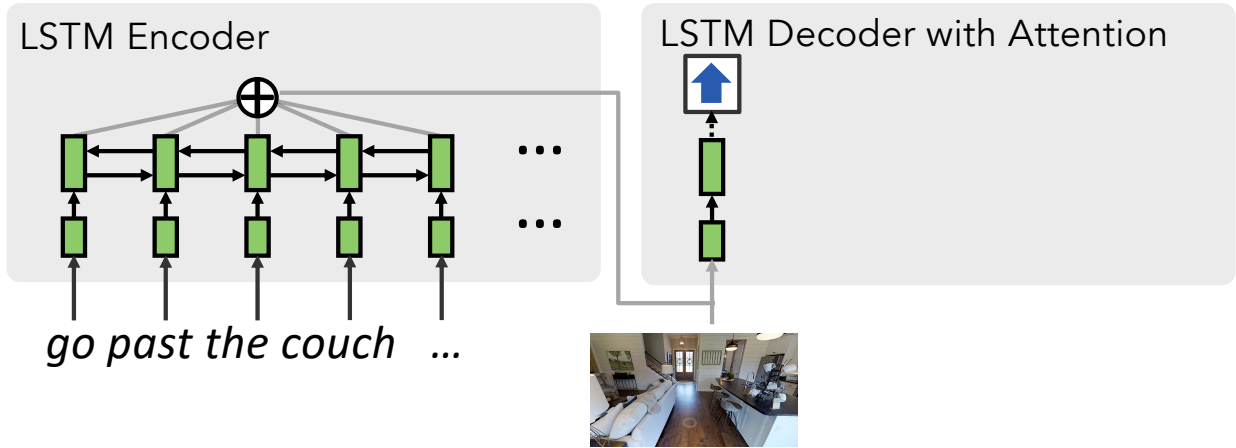 LSTM Encoder
LSTM Decoder with Attention
...
...
go past the couch ...